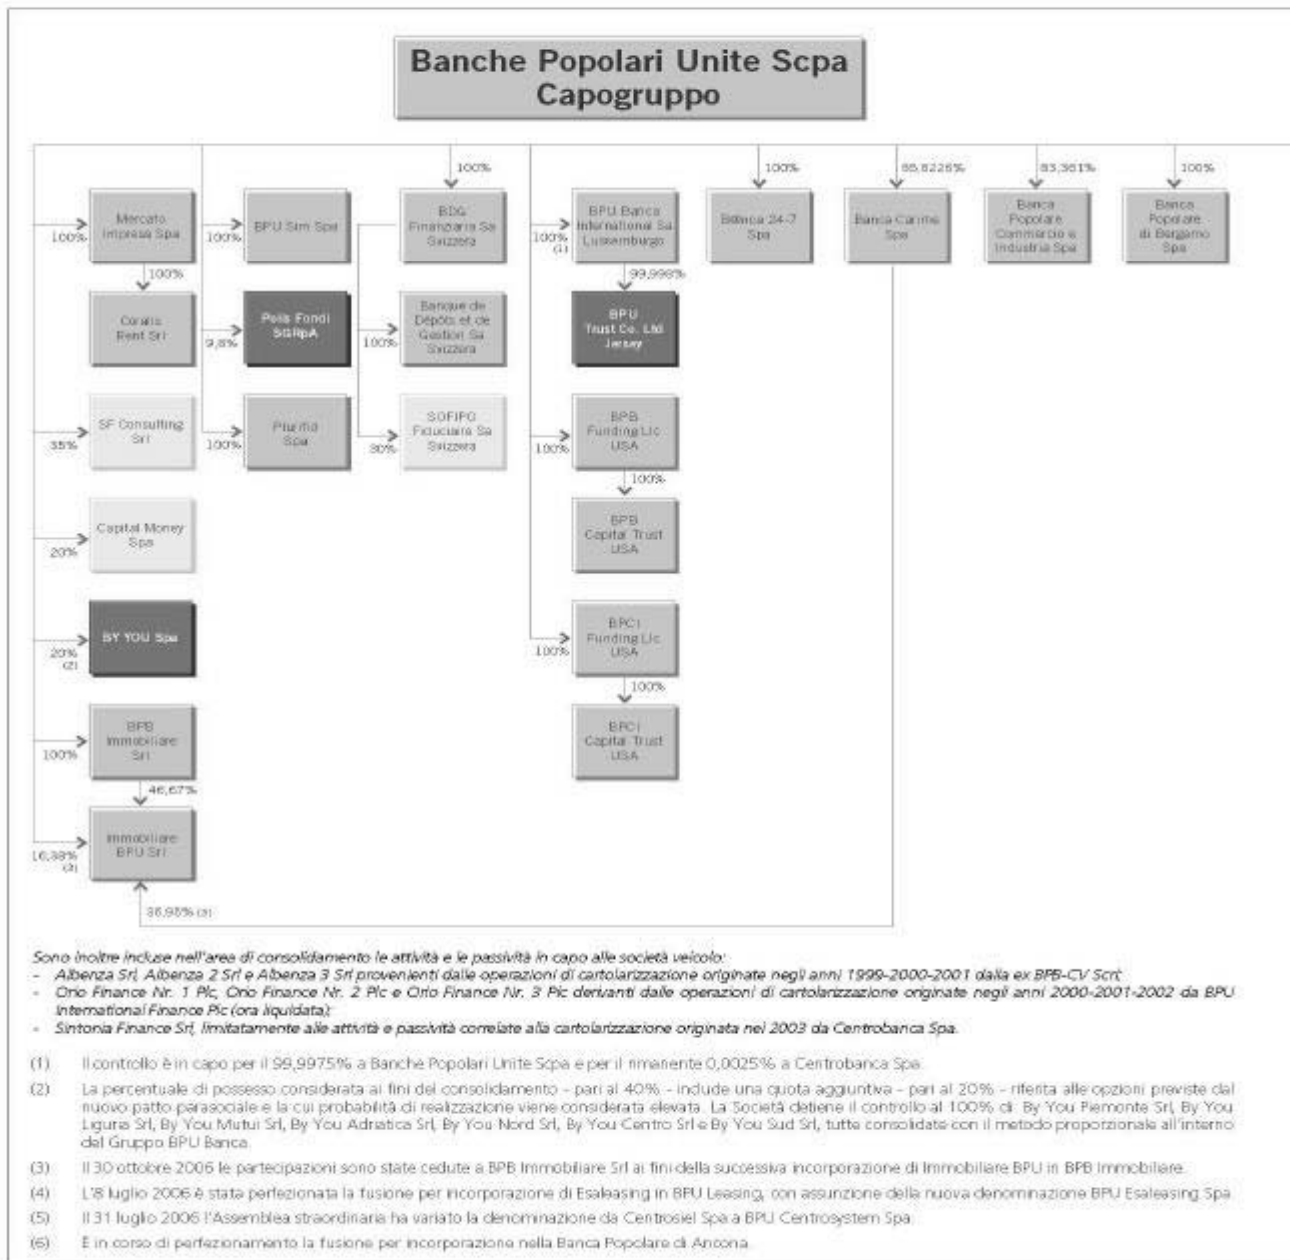 Banche Popolari Unite Scpa
Capogruppo
100%
100%
86,8226%
83,361%
100%
Mercato
Impresa Spa
100%
BPU Sim Spa
100%
BDG
Finanziaria Sa
Svizzera
BPU Banca
International Sa
Lussemburgo
100%
(1)
B@nca 24-7
Spa
Banca Carime
Spa
Banca
Popolare
Commercio e
Industria Spa
Banca
Popolare
di Bergamo
Spa
100%
99,998%
Coralis
Rent Srl
Polis Fondi
SGRpA
9,8%
Banque de
Dépôts et de
Gestion Sa
Svizzera
100%
BPU
Trust Co. Ltd
Jersey
SF Consulting
Srl
35%
Plurifid
Spa
100%
SOFIPO
Fiduciaire Sa
Svizzera
30%
BPB
Funding Llc
USA
100%
100%
Capital Money
Spa
20%
BPB
Capital Trust
USA
BY YOU Spa
20%
(2)
BPCI
Funding Llc
USA
100%
100%
BPB
Immobiliare
Srl
100%
BPCI
Capital Trust
USA
46,67%
Immobiliare
BPU Srl
16,38%
(3)
36,95% (3)
Sono inoltre incluse nell'area di consolidamento le attività e le passività in capo alle società veicolo:
- Albenza Srl, Albenza 2 Srl e Albenza 3 Srl provenienti dalle operazioni di cartolarizzazione originate negli anni 1999-2000-2001 dalla ex BPB-CV Scrl;
- Orio Finance Nr. 1 Plc, Orio Finance Nr. 2 Plc e Orio Finance Nr. 3 Plc derivanti dalle operazioni di cartolarizzazione originate negli anni 2000-2001-2002 da BPU
International Finance Plc (ora liquidata);
- Sintonia Finance Srl, limitatamente alle attività e passività correlate alla cartolarizzazione originata nel 2003 da Centrobanca Spa.
(1) Il controllo è in capo per il 99,9975% a Banche Popolari Unite Scpa e per il rimanente 0,0025% a Centrobanca Spa.
(2) La percentuale di possesso considerata ai fini del consolidamento - pari al 40% - include una quota aggiuntiva - pari al 20% - riferita alle opzioni previste dal
nuovo patto parasociale e la cui probabilità di realizzazione viene considerata elevata. La Società detiene il controllo al 100% di: By You Piemonte Srl, By You
Liguria Srl, By You Mutui Srl, By You Adriatica Srl, By You Nord Srl, By You Centro Srl e By You Sud Srl, tutte consolidate con il metodo proporzionale all'interno
del Gruppo BPU Banca.
(3) Il 30 ottobre 2006 le partecipazioni sono state cedute a BPB Immobiliare Srl ai fini della successiva incorporazione di Immobiliare BPU in BPB Immobiliare.
(4) L'8 luglio 2006 è stata perfezionata la fusione per incorporazione di Esaleasing in BPU Leasing, con assunzione della nuova denominazione BPU Esaleasing Spa
(5) Il 31 luglio 2006 l'Assemblea straordinaria ha variato la denominazione da Centrosiel Spa a BPU Centrosystem Spa.
(6) È in corso di perfezionamento la fusione per incorporazione nella Banca Popolare di Ancona.